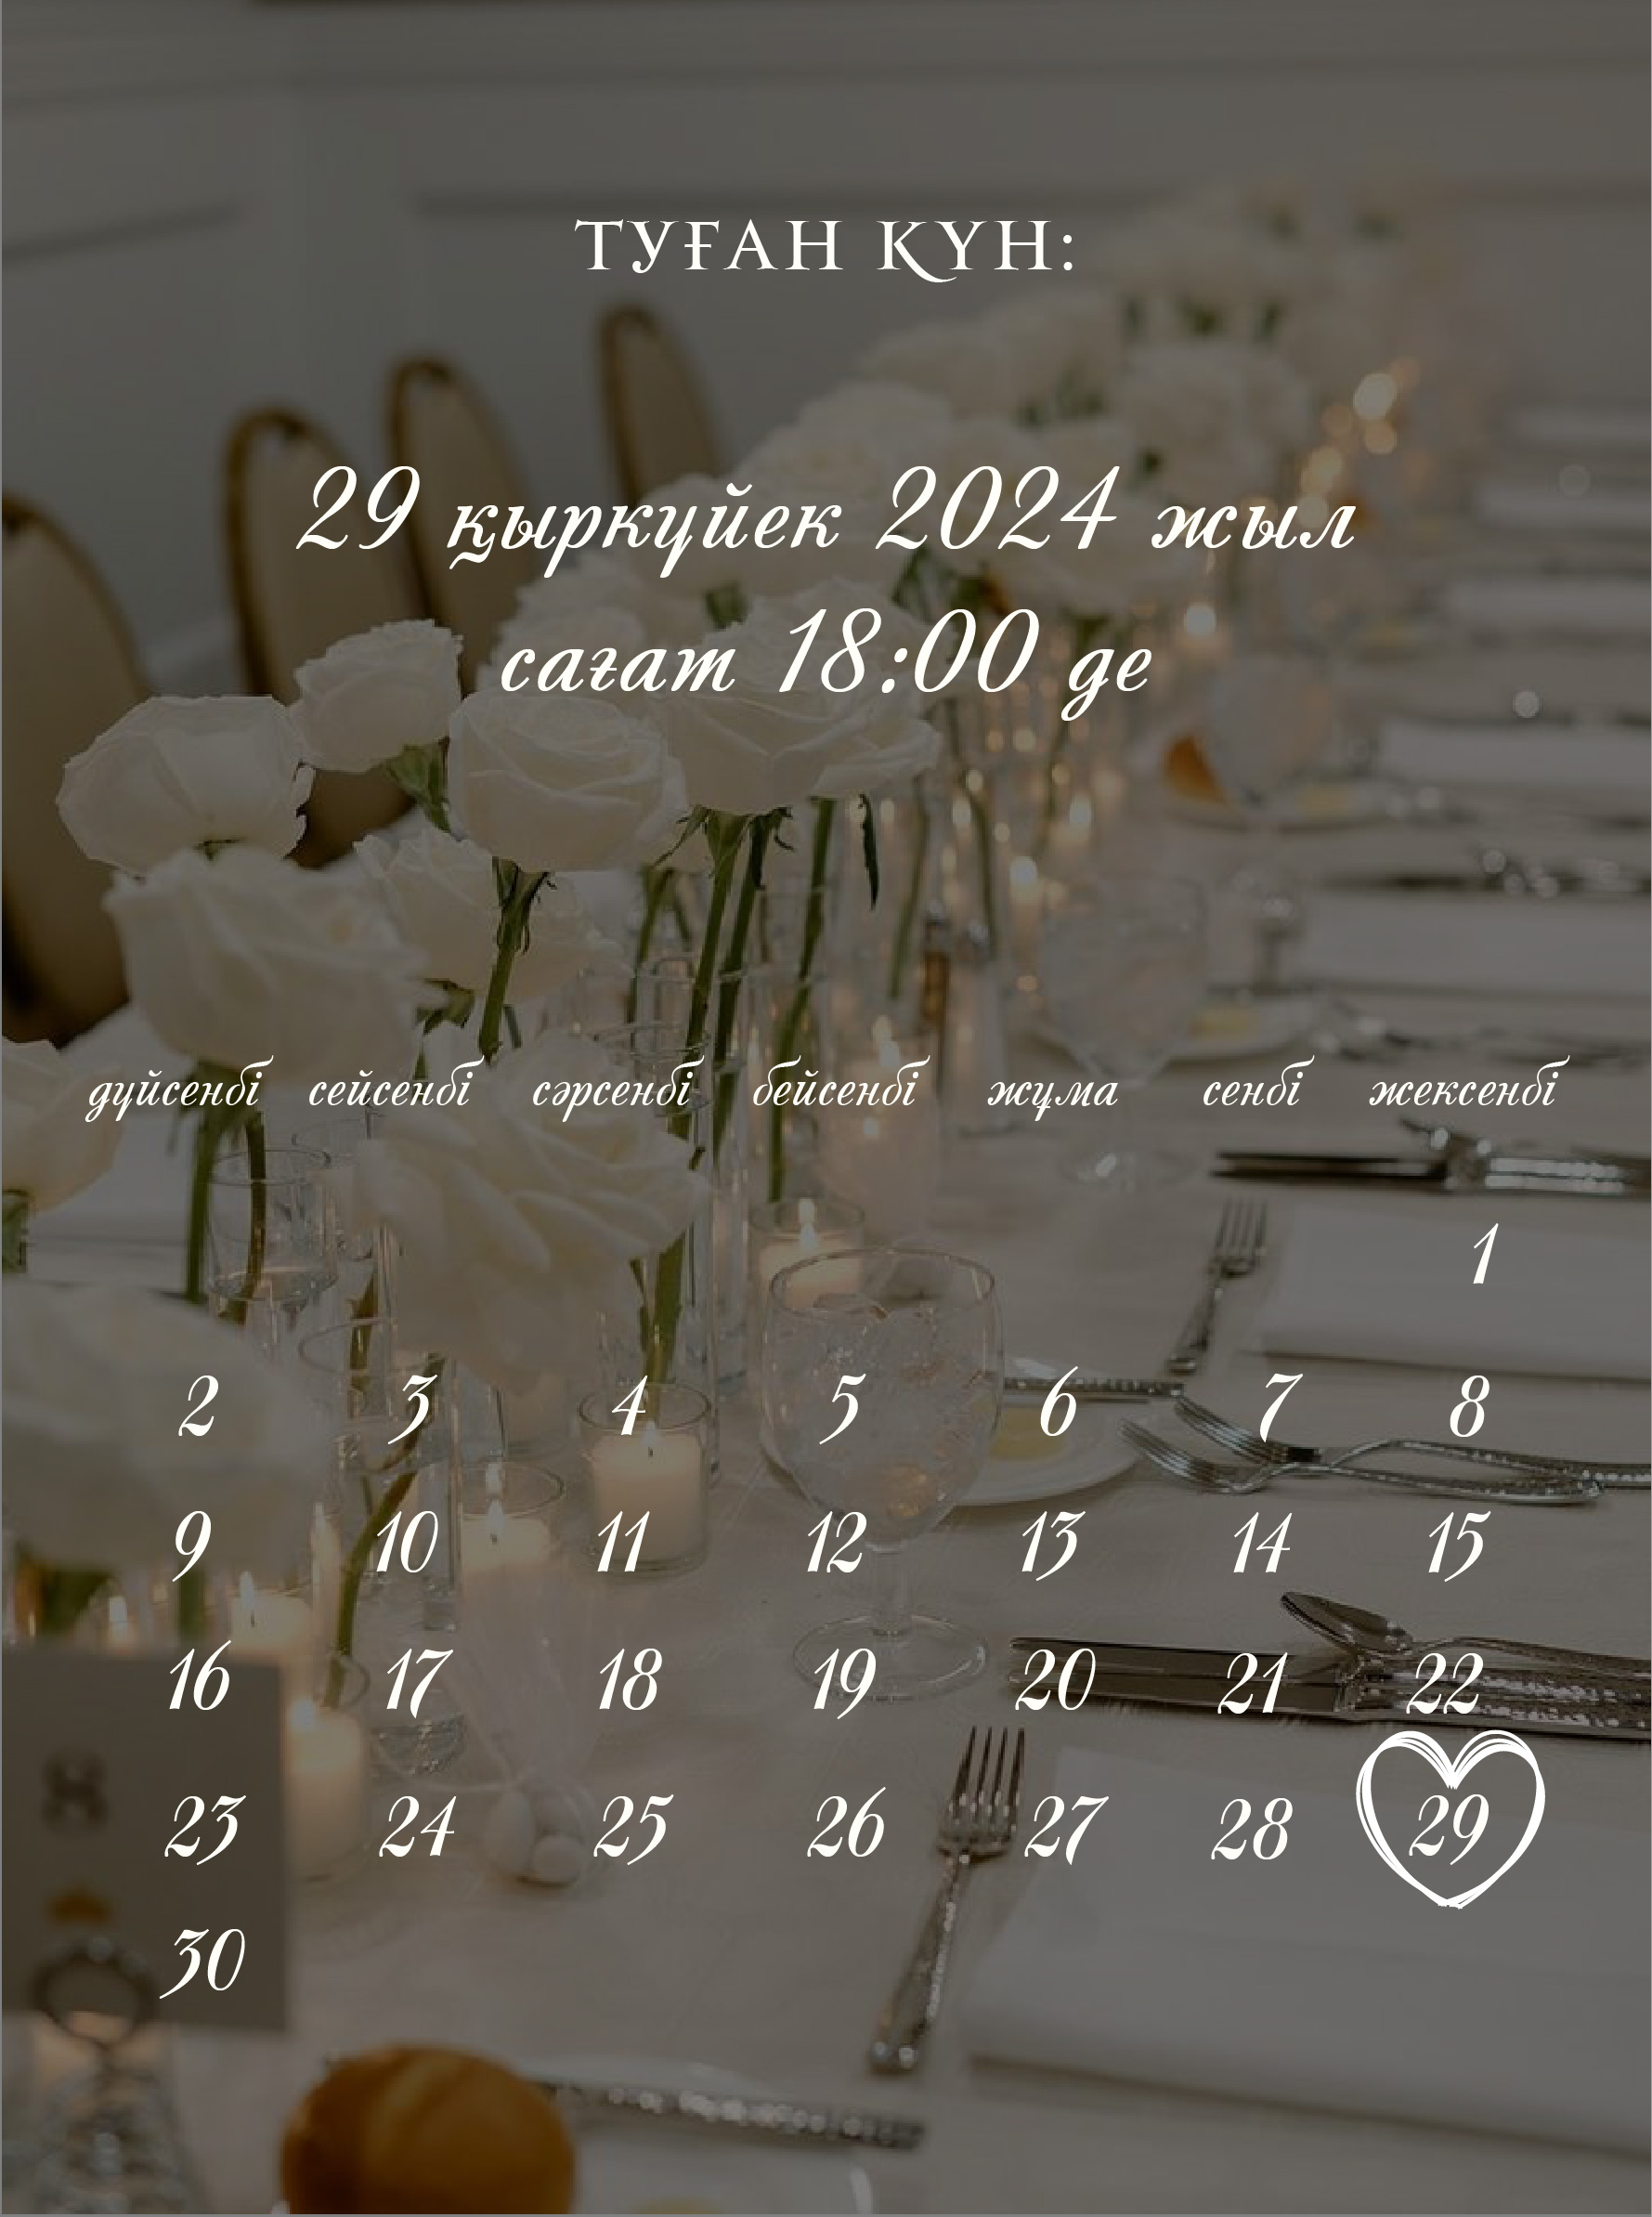 ТУҒАН КҮН:
29 қыркүйек 2024 жыл
сағат 18:00 де
дүйсенбі сейсенбі сәрсенбі бейсенбі жұма сенбі жексенбі
1
2 3 4 5 6 7 8
9 10 11 12 13 14 15
16 17 18 19 20 21 22
23 24 25 26 27 28 29
30